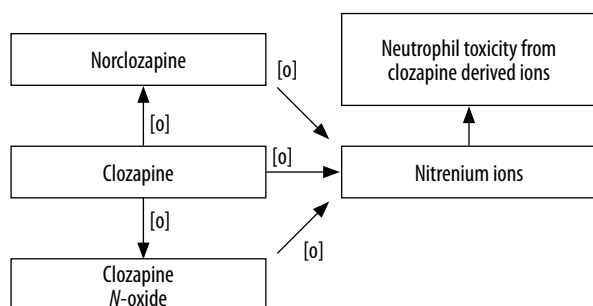 Neutrophil toxicity from
clozapine derived ions
Norclozapine
[o]
[o]
Clozapine
[o]
Nitrenium ions
[o]
[o]
Clozapine
N-oxide